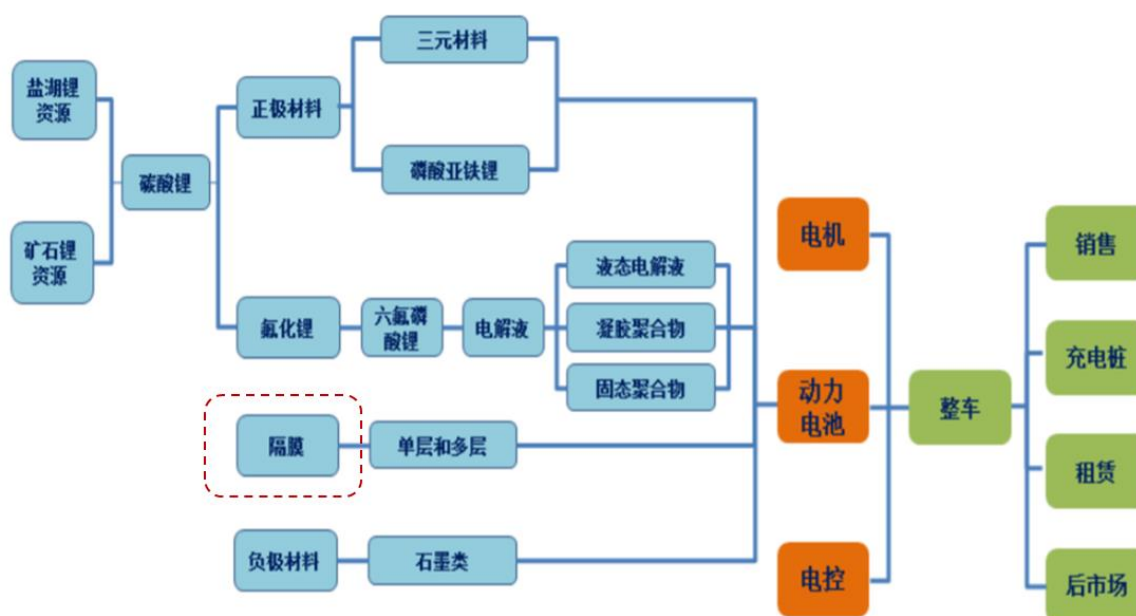 盐湖锂
资源
矿石锂
资源
碳酸锂
正极材料
三元材料
磷酸亚铁锂
氟化锂
六氟磷
酸锂
电解液
液态电解液
凝胶聚合物
固态聚合物
隔膜
单层和多层
负极材料
石墨类
电机
动力
电池
电控
整车
销售
充电桩
租赁
后市场